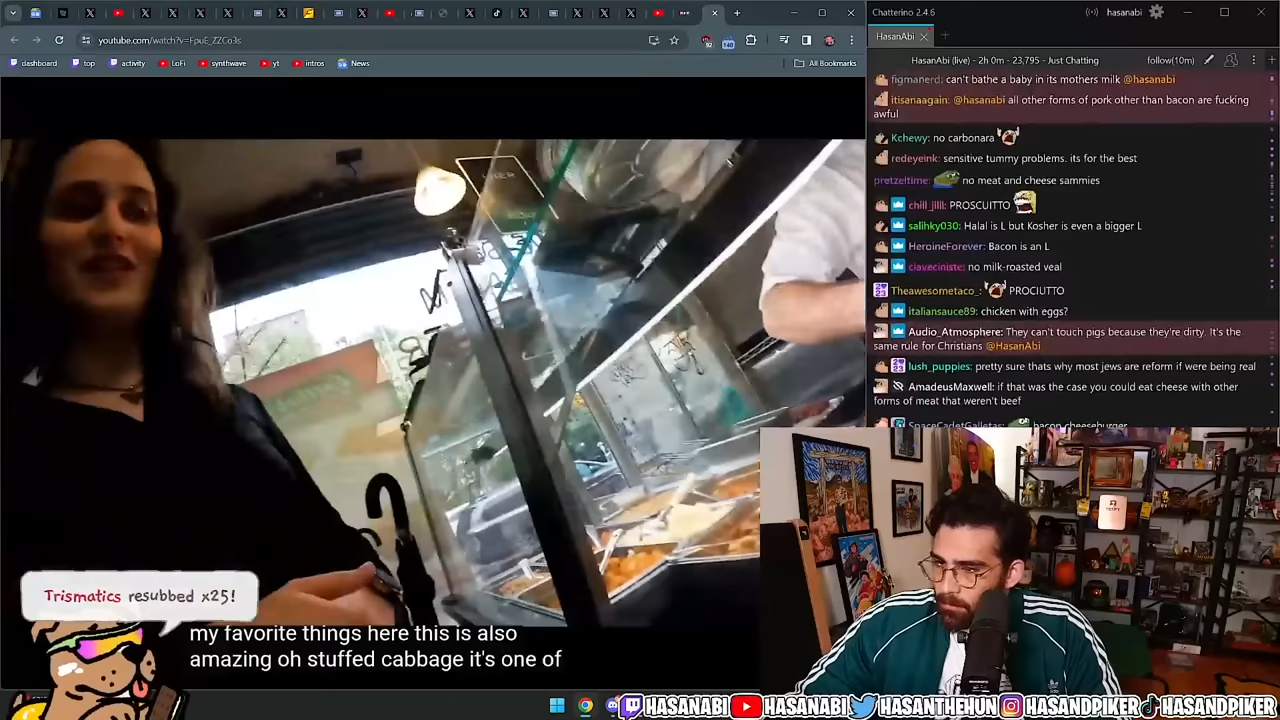 youtube.com/watch?v=FpuE_ZZCo3s
dashboard
top
activity
LoFi
synthwave
yt
intros
News
All Bookmarks
Chatterino 2.4.6
hasanabi
HasanAbi
HasanAbi (live) - 2h 0m - 23,795 - Just Chatting
follow(10m)
figmanerd: can't bathe a baby in its mothers milk @hasanabi
itisanaagain: @hasanabi all other forms of pork other than bacon are fucking
awful
Kchewy: no carbonara
redeyeink: sensitive tummy problems. its for the best
pretzeltime: no meat and cheese sammies
chill_jilll: PROSCUITTO
salihky030: Halal is L but Kosher is even a bigger L
HeroineForever: Bacon is an L
ciaveciniste: no milk-roasted veal
Theawesometaco_: PROCIUTTO
italiansauce89: chicken with eggs?
Audio_Atmosphere: They can't touch pigs because they're dirty. It's the
same rule for Christians @HasanAbi
lush_puppies: pretty sure thats why most jews are reform if were being real
AmadeusMaxwell: if that was the case you could eat cheese with other
forms of meat that weren't beef
SpaceCadetGalletas: bacon cheeseburger
Trismatics resubbed x25!
my favorite things here this is also
amazing oh stuffed cabbage it's one of
HASANABI
HASANABI
HASANTHEHUN
HASANDPIKER
HASANDPIKER